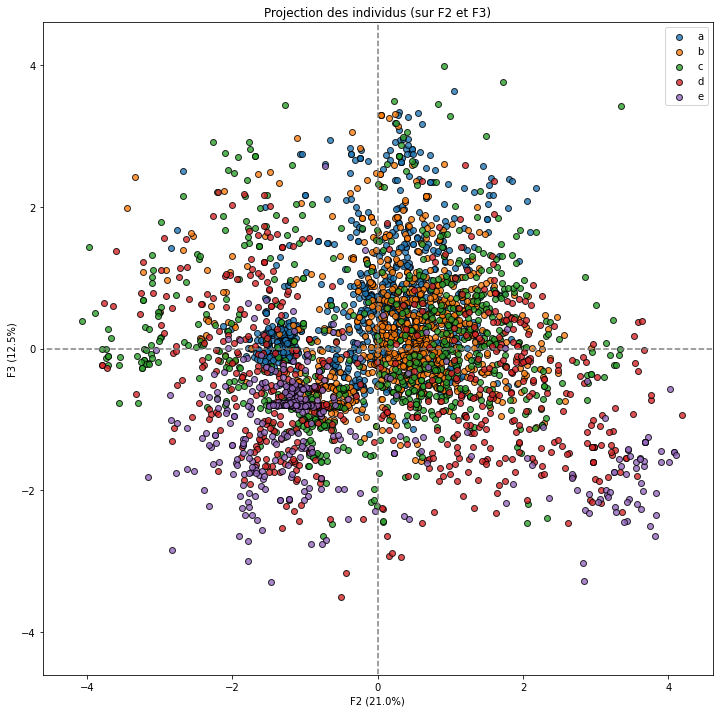 Projection des individus (sur F2 et F3)
a
b
c
d
e
4
2
0
−2
−4
F3 (12.5%)
−4
−2
0
2
4
F2 (21.0%)